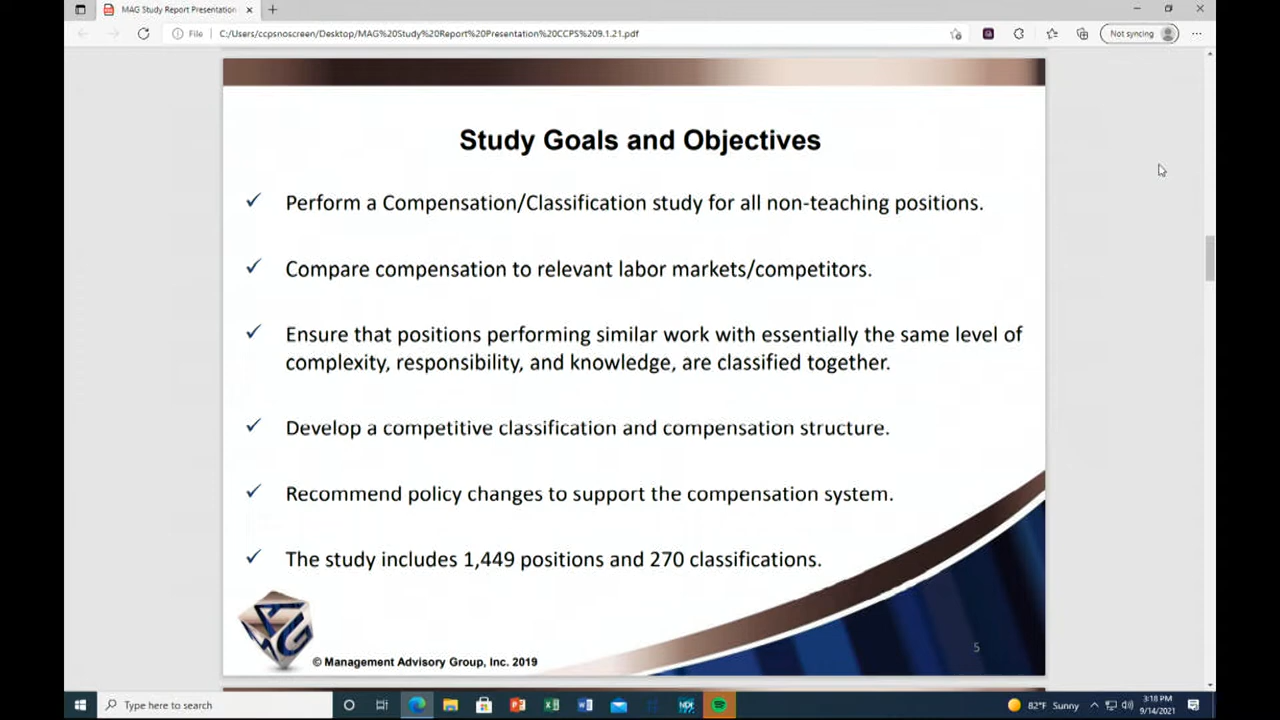 MAG Study Report Presentation
File
C:/Users/ccpsnoscreen/Desktop/MAG%20Study%20Report%20Presentation%20CCPS%209.1.21.pdf
Not syncing
Study Goals and Objectives
Perform a Compensation/Classification study for all non-teaching positions.
Compare compensation to relevant labor markets/competitors.
Ensure that positions performing similar work with essentially the same level of
complexity, responsibility, and knowledge, are classified together.
Develop a competitive classification and compensation structure.
Recommend policy changes to support the compensation system.
The study includes 1,449 positions and 270 classifications.
MAG
© Management Advisory Group, Inc. 2019
5
Type here to search
82°F Sunny
3:18 PM
9/14/2021